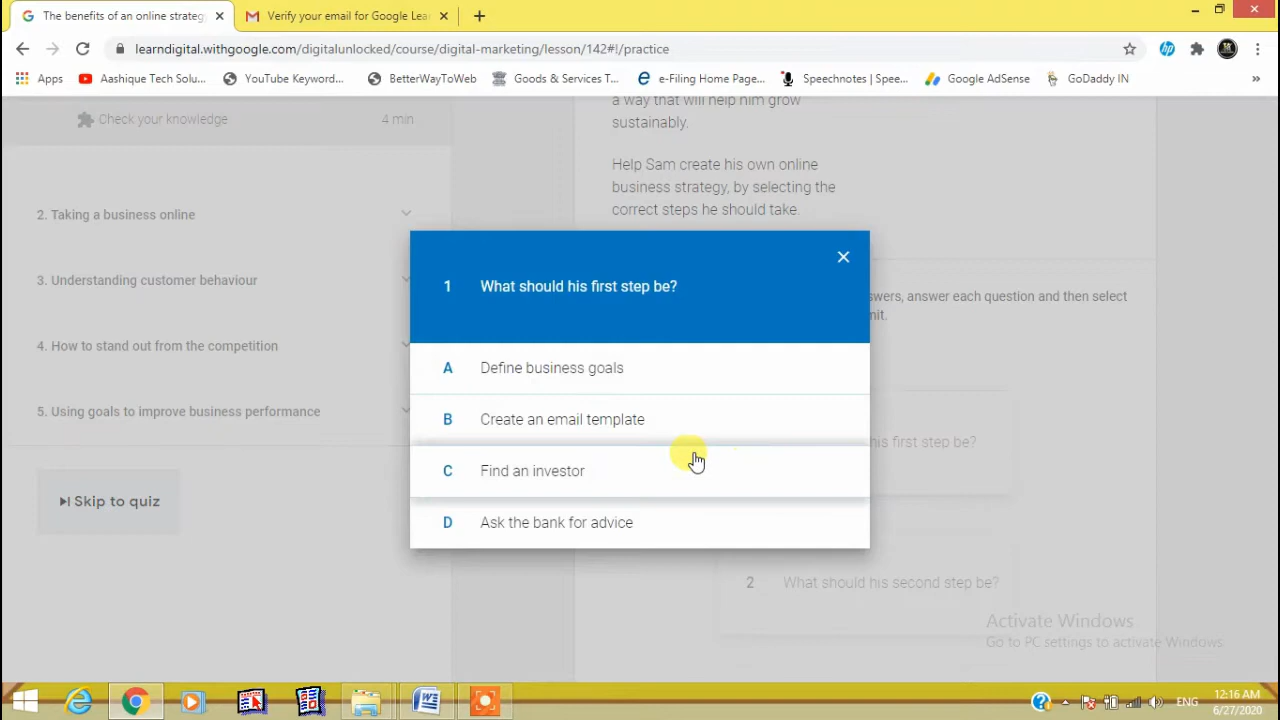 The benefits of an online strateg
Verify your email for Google Lea
learndigital.withgoogle.com/digitalunlocked/course/digital-marketing/lesson/142#!/practice
Apps
Aashique Tech Solu...
YouTube Keyword...
BetterWayToWeb
Goods & Services T...
e-Filing Home Page...
Speechnotes | Spee...
Google AdSense
GoDaddy IN
»
Check your knowledge
4 min
2. Taking a business online
3. Understanding customer behaviour
4. How to stand out from the competition
5. Using goals to improve business performance
Skip to quiz
a way that will help him grow
sustainably.
Help Sam create his own online
business strategy, by selecting the
correct steps he should take.
swers, answer each question and then select
mit.
his first step be?
2 What should his second step be?
1 What should his first step be?
A Define business goals
B Create an email template
C Find an investor
D Ask the bank for advice
Activate Windows
Go to PC settings to activate Windows.
ENG
12:16 AM
6/27/2020